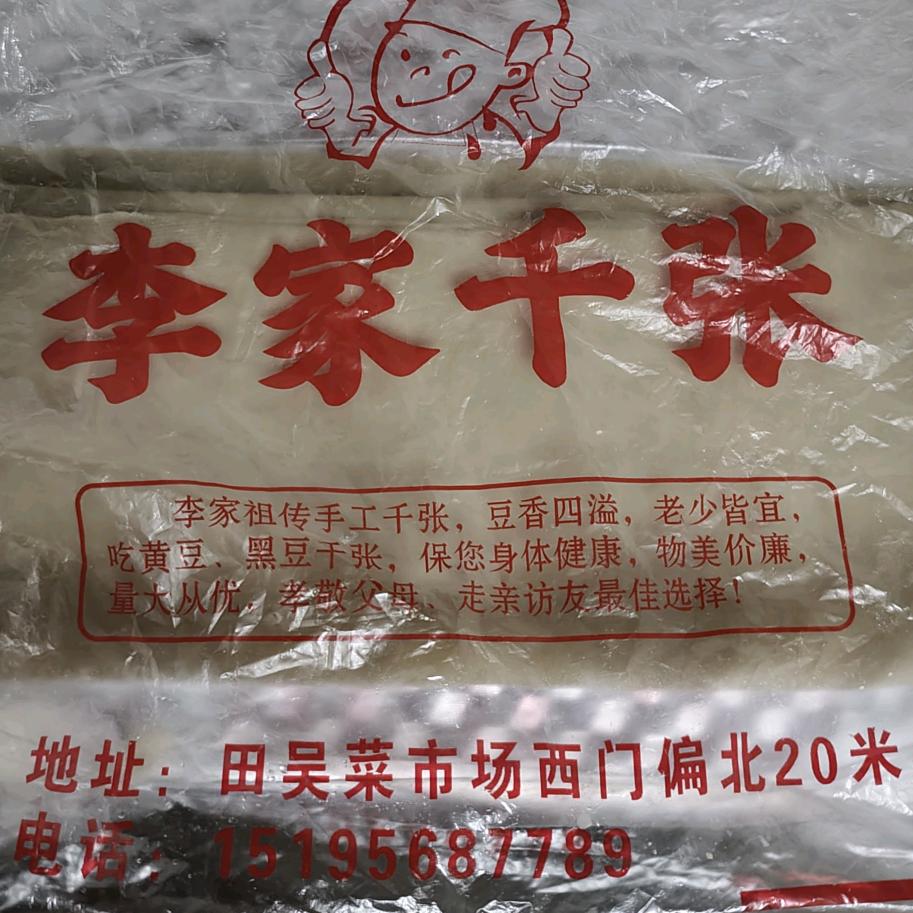 李家千张
李家祖传手工千张，豆香四溢，老少皆宜，
吃黄豆、黑豆干张，保您身体健康，物美价廉，
量大从优，孝敬父母、走亲访友最佳选择！
地址：田吴菜市场西门偏北20米
电话：15195687789